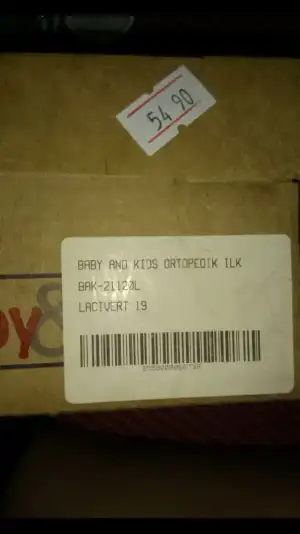 54 90
BABY AND KIDS ORTOPEDIK ILK
BAK-21120L
LACIVERT 19
&